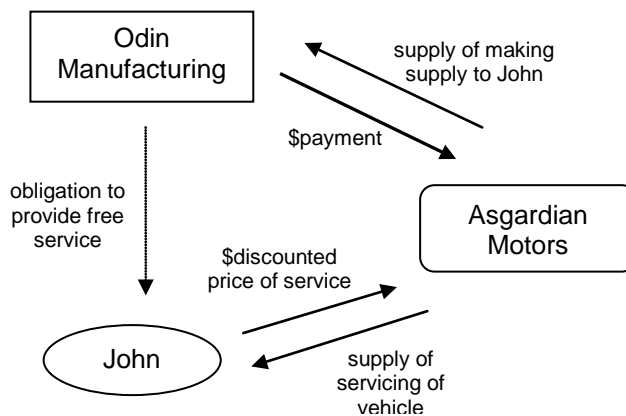 Odin
Manufacturing
supply of making
supply to John
$payment
obligation to
provide free
service
Asgardian
Motors
$discounted
price of service
John
supply of
servicing of
vehicle